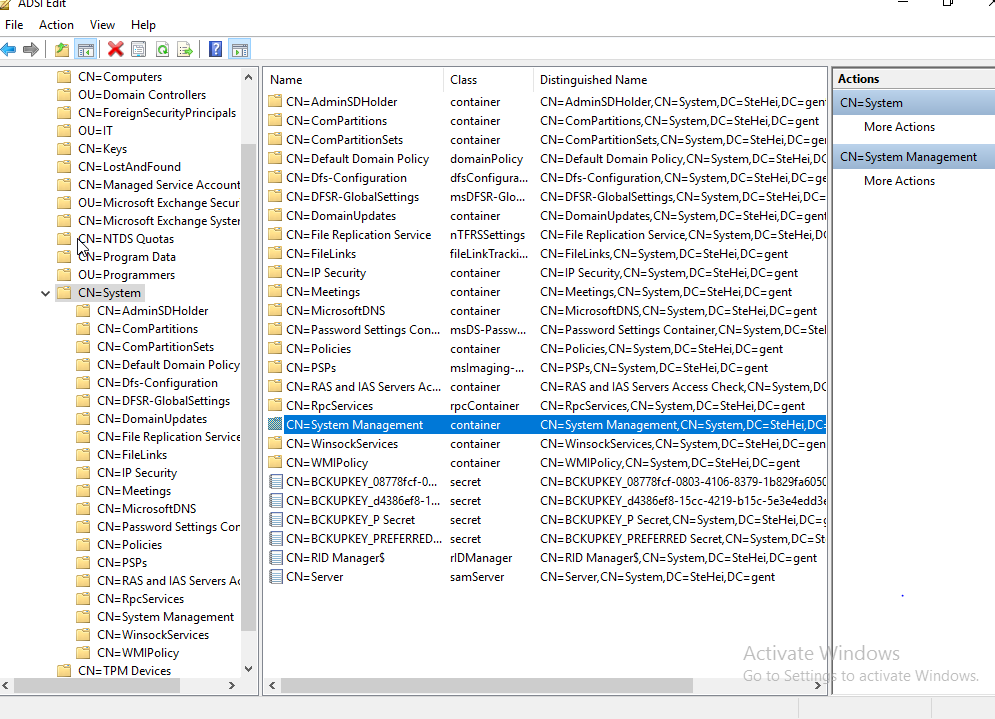 ADSI Edit
File Action View Help
CN=Computers
OU=Domain Controllers
CN=ForeignSecurityPrincipals
OU=IT
CN=Keys
CN=LostAndFound
CN=Managed Service Account
OU=Microsoft Exchange Secur
CN=Microsoft Exchange System
CN=NTDS Quotas
CN=Program Data
OU=Programmers
CN=System
CN=AdminSDHolder
CN=ComPartitions
CN=ComPartitionSets
CN=Default Domain Policy
CN=Dfs-Configuration
CN=DFSR-GlobalSettings
CN=DomainUpdates
CN=File Replication Service
CN=FileLinks
CN=IP Security
CN=Meetings
CN=MicrosoftDNS
CN=Password Settings Con
CN=Policies
CN=PSPs
CN=RAS and IAS Servers Ac
CN=RpcServices
CN=System Management
CN=WinsockServices
CN=WMIPolicy
CN=TPM Devices
Name Class Distinguished Name
CN=AdminSDHolder container CN=AdminSDHolder,CN=System,DC=SteHei,DC=gent
CN=ComPartitions container CN=ComPartitions,CN=System,DC=SteHei,DC=gent
CN=ComPartitionSets container CN=ComPartitionSets,CN=System,DC=SteHei,DC=gen
CN=Default Domain Policy domainPolicy CN=Default Domain Policy,CN=System,DC=SteHei,DC
CN=Dfs-Configuration dfsConfigura... CN=Dfs-Configuration,CN=System,DC=SteHei,DC=ge
CN=DFSR-GlobalSettings msDFSR-Glo... CN=DFSR-GlobalSettings,CN=System,DC=SteHei,DC=
CN=DomainUpdates container CN=DomainUpdates,CN=System,DC=SteHei,DC=gent
CN=File Replication Service nTFRSSettings CN=File Replication Service,CN=System,DC=SteHei,DC
CN=FileLinks fileLinkTracki... CN=FileLinks,CN=System,DC=SteHei,DC=gent
CN=IP Security container CN=IP Security,CN=System,DC=SteHei,DC=gent
CN=Meetings container CN=Meetings,CN=System,DC=SteHei,DC=gent
CN=MicrosoftDNS container CN=MicrosoftDNS,CN=System,DC=SteHei,DC=gent
CN=Password Settings Con... msDS-Passw... CN=Password Settings Container,CN=System,DC=Stel
CN=Policies container CN=Policies,CN=System,DC=SteHei,DC=gent
CN=PSPs msImaging-... CN=PSPs,CN=System,DC=SteHei,DC=gent
CN=RAS and IAS Servers Ac... container CN=RAS and IAS Servers Access Check,CN=System,DC
CN=RpcServices rpcContainer CN=RpcServices,CN=System,DC=SteHei,DC=gent
CN=System Management container CN=System Management,CN=System,DC=SteHei,DC=
CN=WinsockServices container CN=WinsockServices,CN=System,DC=SteHei,DC=gen
CN=WMIPolicy container CN=WMIPolicy,CN=System,DC=SteHei,DC=gent
CN=BCKUPKEY_08778fcf-0... secret CN=BCKUPKEY_08778fcf-0803-4106-8379-1b829fa6050
CN=BCKUPKEY_d4386ef8-1... secret CN=BCKUPKEY_d4386ef8-15cc-4219-b15c-5e3e4edd3e
CN=BCKUPKEY_P Secret secret CN=BCKUPKEY_P Secret,CN=System,DC=SteHei,DC=g
CN=BCKUPKEY_PREFERRED... secret CN=BCKUPKEY_PREFERRED Secret,CN=System,DC=St
CN=RID Manager$ rIDManager CN=RID Manager$,CN=System,DC=SteHei,DC=gent
CN=Server samServer CN=Server,CN=System,DC=SteHei,DC=gent
Actions
CN=System
More Actions
CN=System Management
More Actions
Activate Windows
Go to Settings to activate Windows.